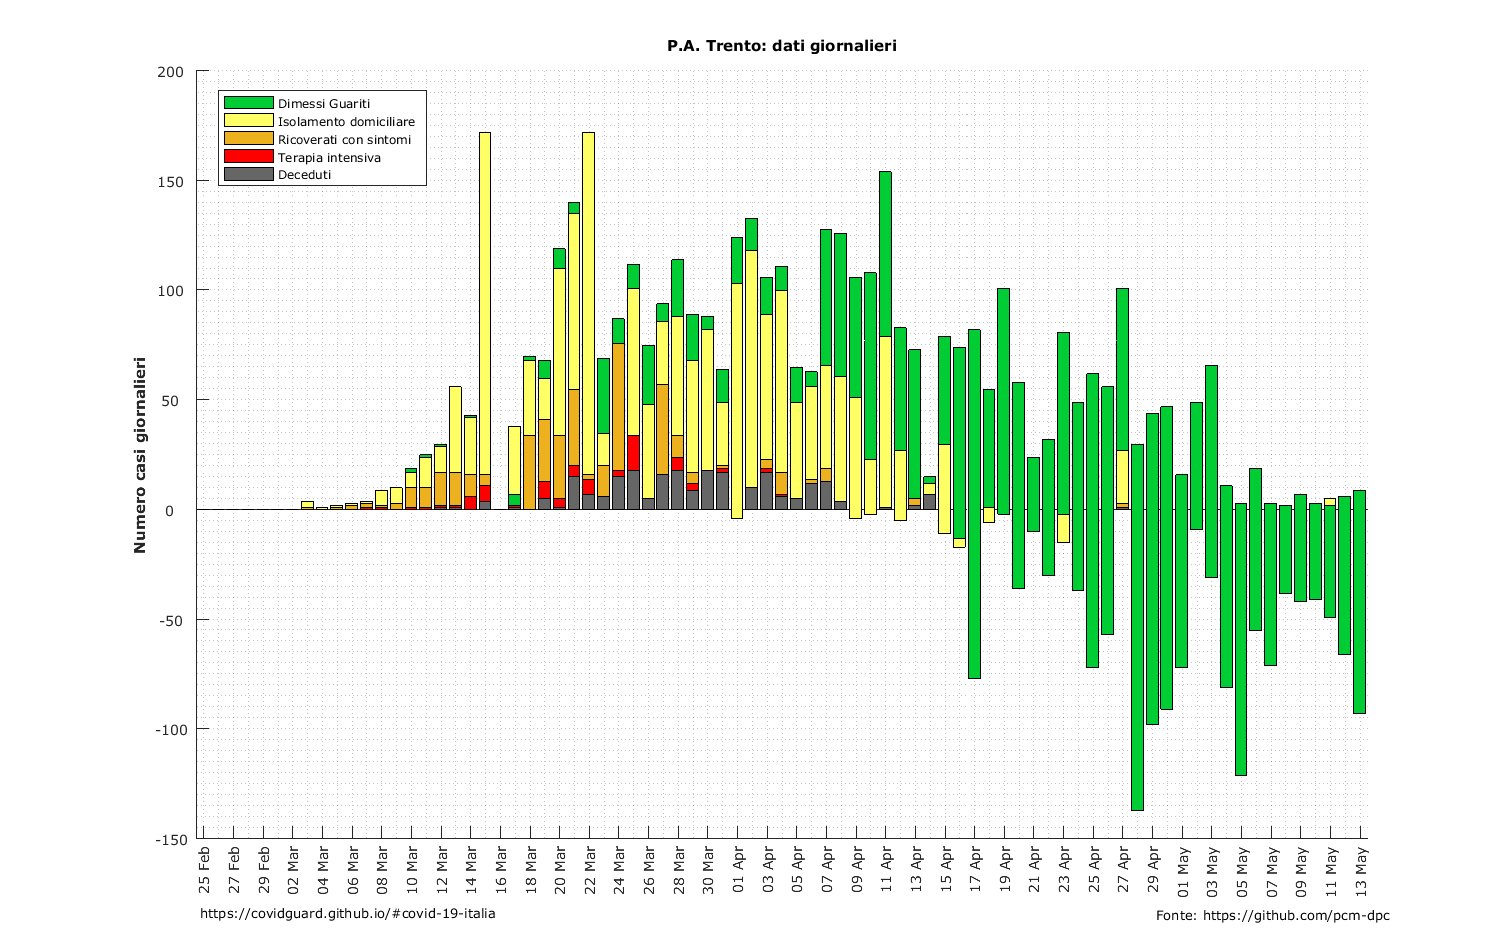 P.A. Trento: dati giornalieri
200
150
100
50
0
-50
-100
-150
Numero casi giornalieri
Dimessi Guariti
Isolamento domiciliare
Ricoverati con sintomi
Terapia intensiva
Deceduti
25 Feb
27 Feb
29 Feb
02 Mar
04 Mar
06 Mar
08 Mar
10 Mar
12 Mar
14 Mar
16 Mar
18 Mar
20 Mar
22 Mar
24 Mar
26 Mar
28 Mar
30 Mar
01 Apr
03 Apr
05 Apr
07 Apr
09 Apr
11 Apr
13 Apr
15 Apr
17 Apr
19 Apr
21 Apr
23 Apr
25 Apr
27 Apr
29 Apr
01 May
03 May
05 May
07 May
09 May
11 May
13 May
https://covidguard.github.io/#covid-19-italia
Fonte: https://github.com/pcm-dpc